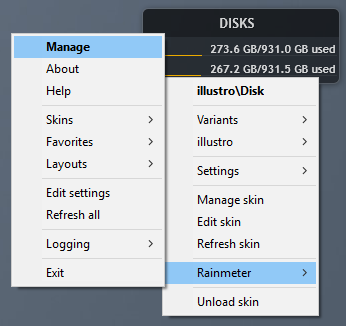 DISKS
273.6 GB/931.0 GB used
267.2 GB/931.5 GB used
illustro\Disk
Variants
illustro
Settings
Manage skin
Edit skin
Refresh skin
Rainmeter
Unload skin
Manage
About
Help
Skins
Favorites
Layouts
Edit settings
Refresh all
Logging
Exit